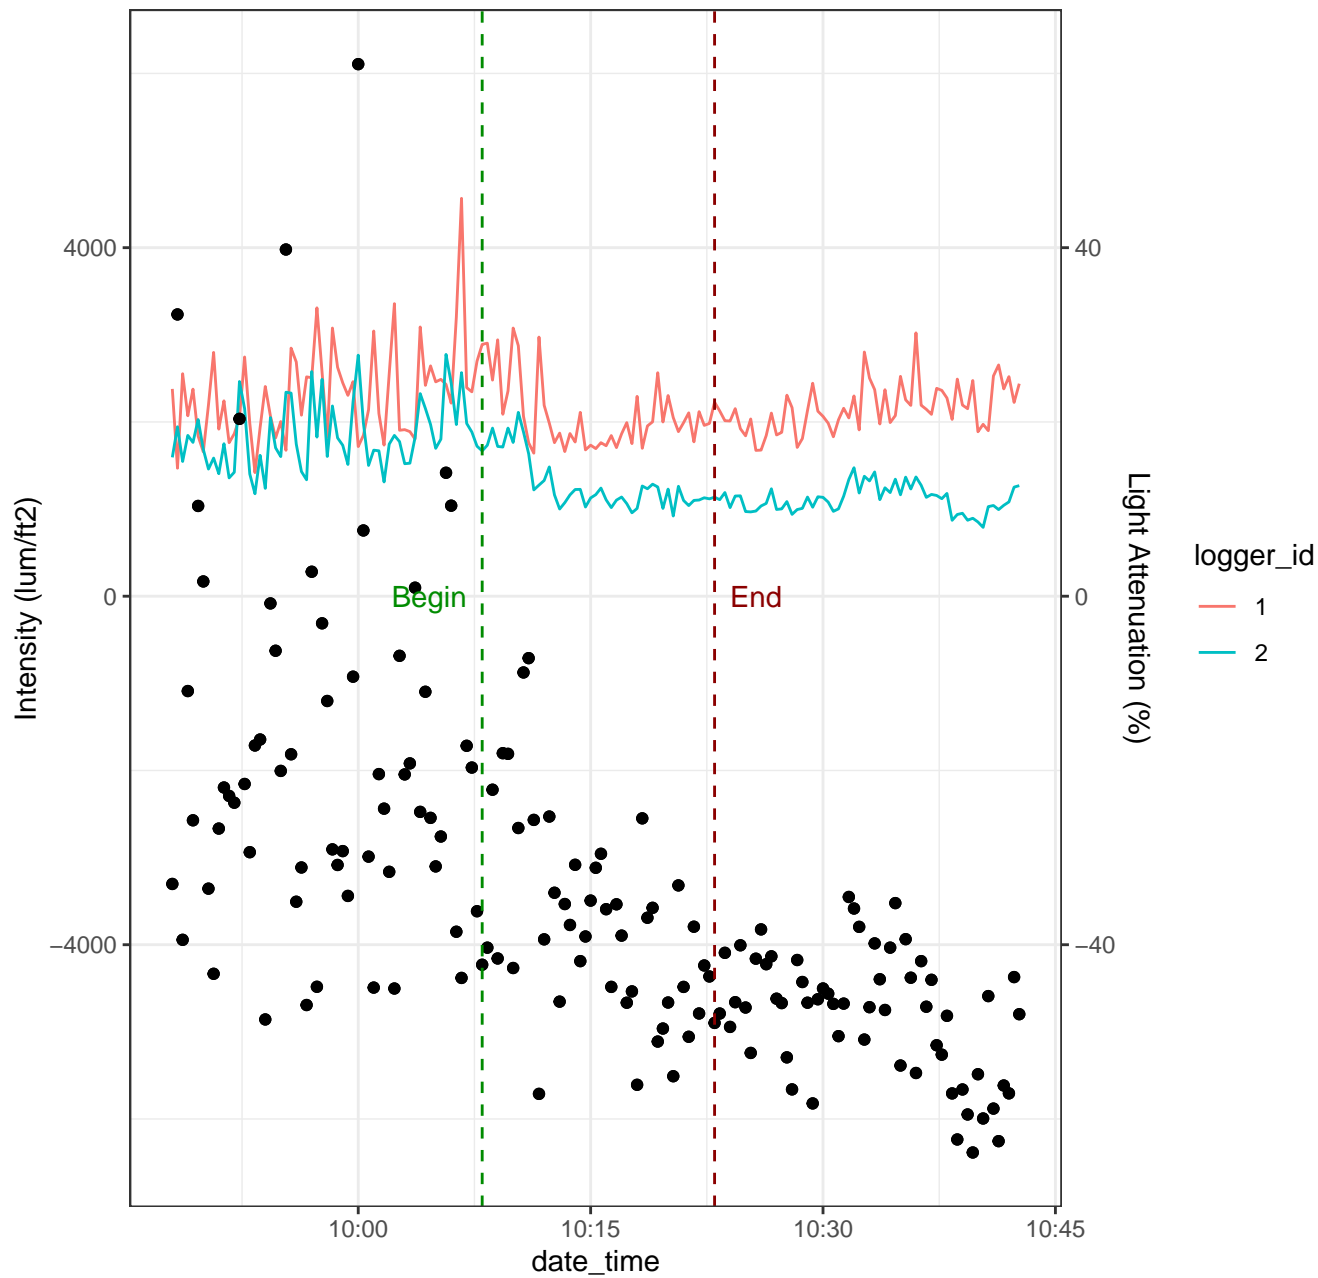 Intensity (lum/ft2)
4000
0
−4000
40
0
−40
Light Attenuation (%)
Begin
End
10:00
10:15
10:30
10:45
date_time
logger_id
1
2